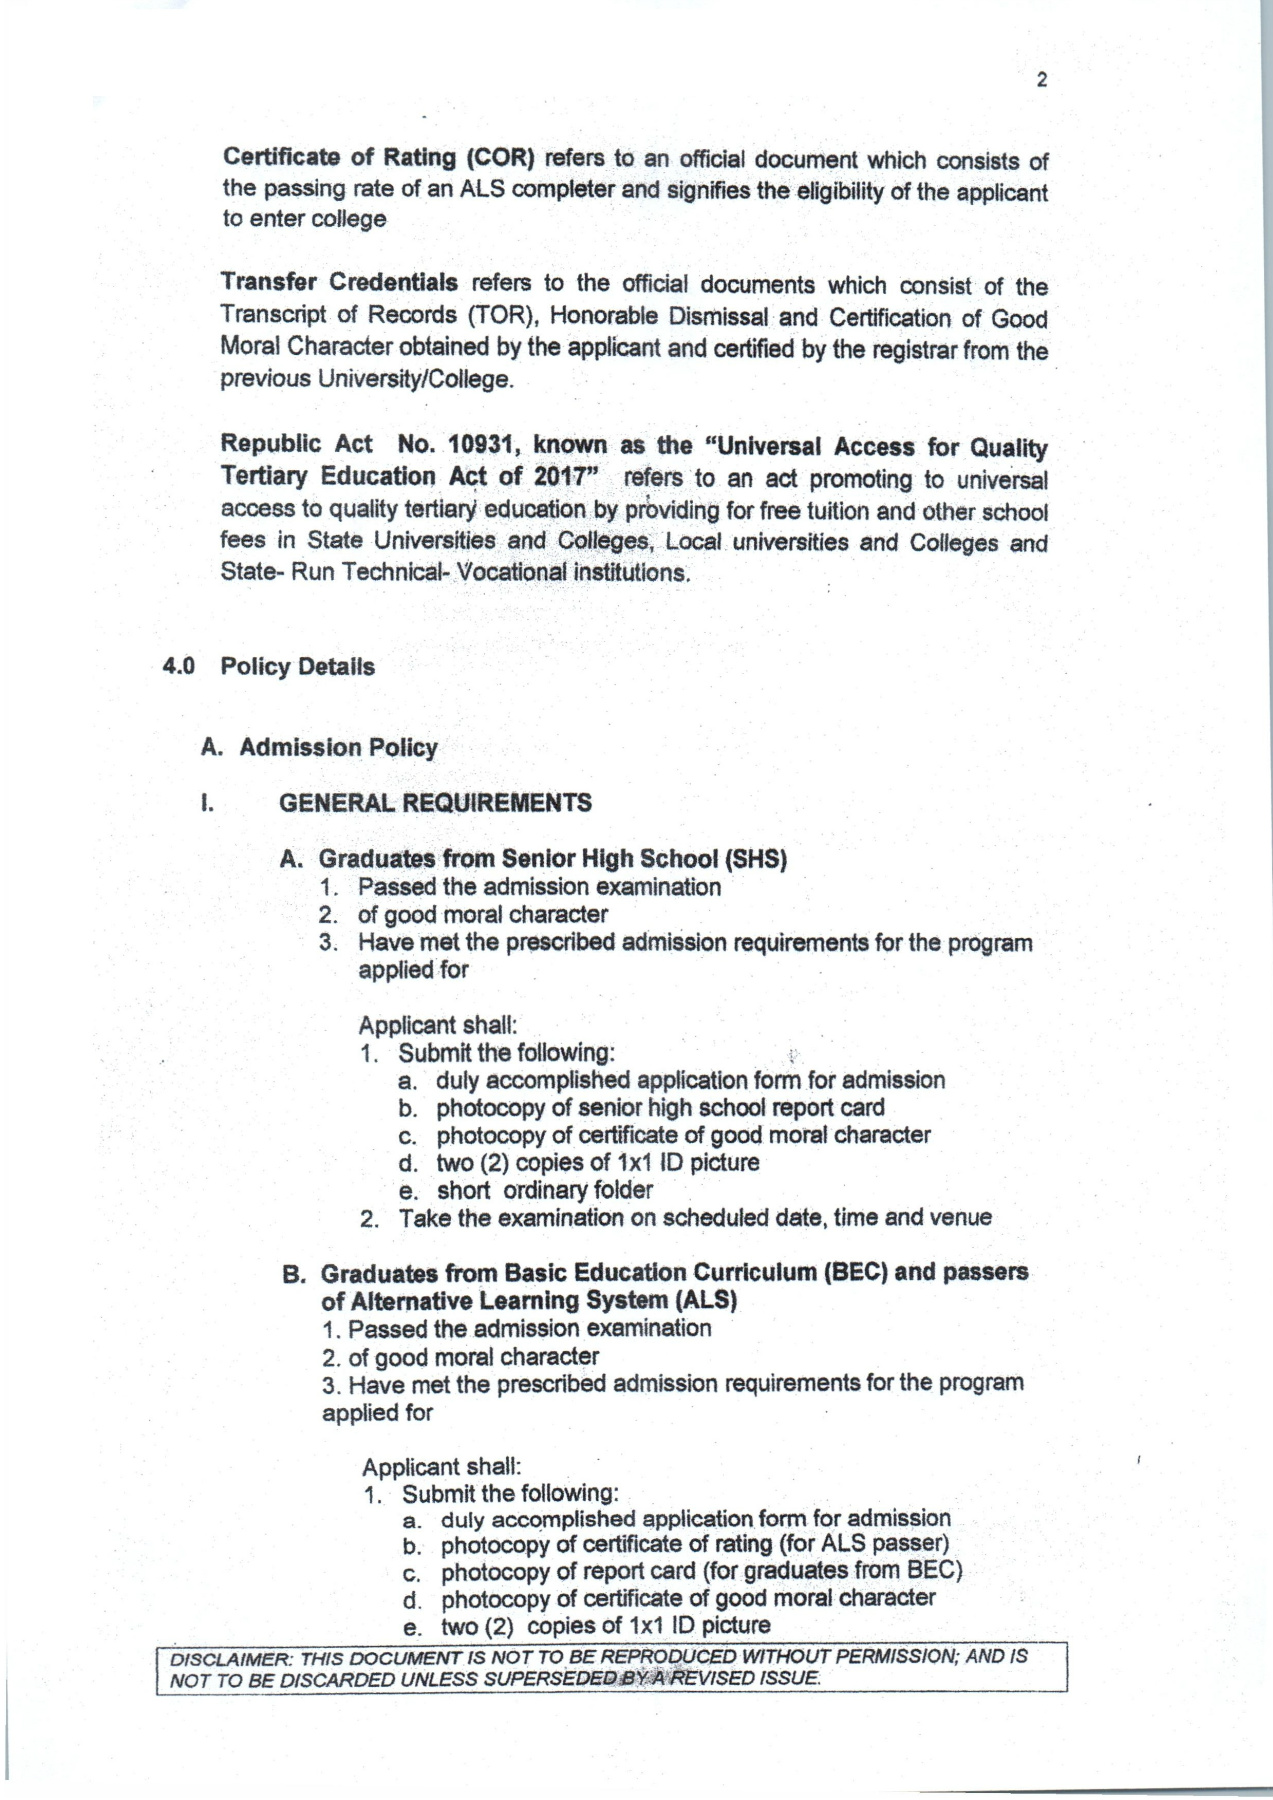 2
Certificate of Rating (COR) refers to an official document which consists of
the passing rate of an ALS completer and signifies the eligibility of the applicant
to enter college
Transfer Credentials refers to the official documents which consist of the
Transcript of Records (TOR), Honorable Dismissal and Certification of Good
Moral Character obtained by the applicant and certified by the registrar from the
previous University/College.
Republic Act No. 10931, known as the “Universal Access for Quality
Tertiary Education Act of 2017” refers to an act promoting to universal
access to quality tertiary education by providing for free tuition and other school
fees in State Universities and Colleges, Local universities and Colleges and
State- Run Technical- Vocational institutions.
4.0 Policy Details
A. Admission Policy
I. GENERAL REQUIREMENTS
A. Graduates from Senior High School (SHS)
1. Passed the admission examination
2. of good moral character
3. Have met the prescribed admission requirements for the program
applied for
Applicant shall:
1. Submit the following:
a. duly accomplished application form for admission
b. photocopy of senior high school report card
c. photocopy of certificate of good moral character
d. two (2) copies of 1x1 ID picture
e. short ordinary folder
2. Take the examination on scheduled date, time and venue
B. Graduates from Basic Education Curriculum (BEC) and passers
of Alternative Learning System (ALS)
1. Passed the admission examination
2. of good moral character
3. Have met the prescribed admission requirements for the program
applied for
Applicant shall:
1. Submit the following:
a. duly accomplished application form for admission
b. photocopy of certificate of rating (for ALS passer)
c. photocopy of report card (for graduates from BEC)
d. photocopy of certificate of good moral character
e. two (2) copies of 1x1 ID picture
DISCLAIMER: THIS DOCUMENT IS NOT TO BE REPRODUCED WITHOUT PERMISSION; AND IS
NOT TO BE DISCARDED UNLESS SUPERSEDED BY A REVISED ISSUE.